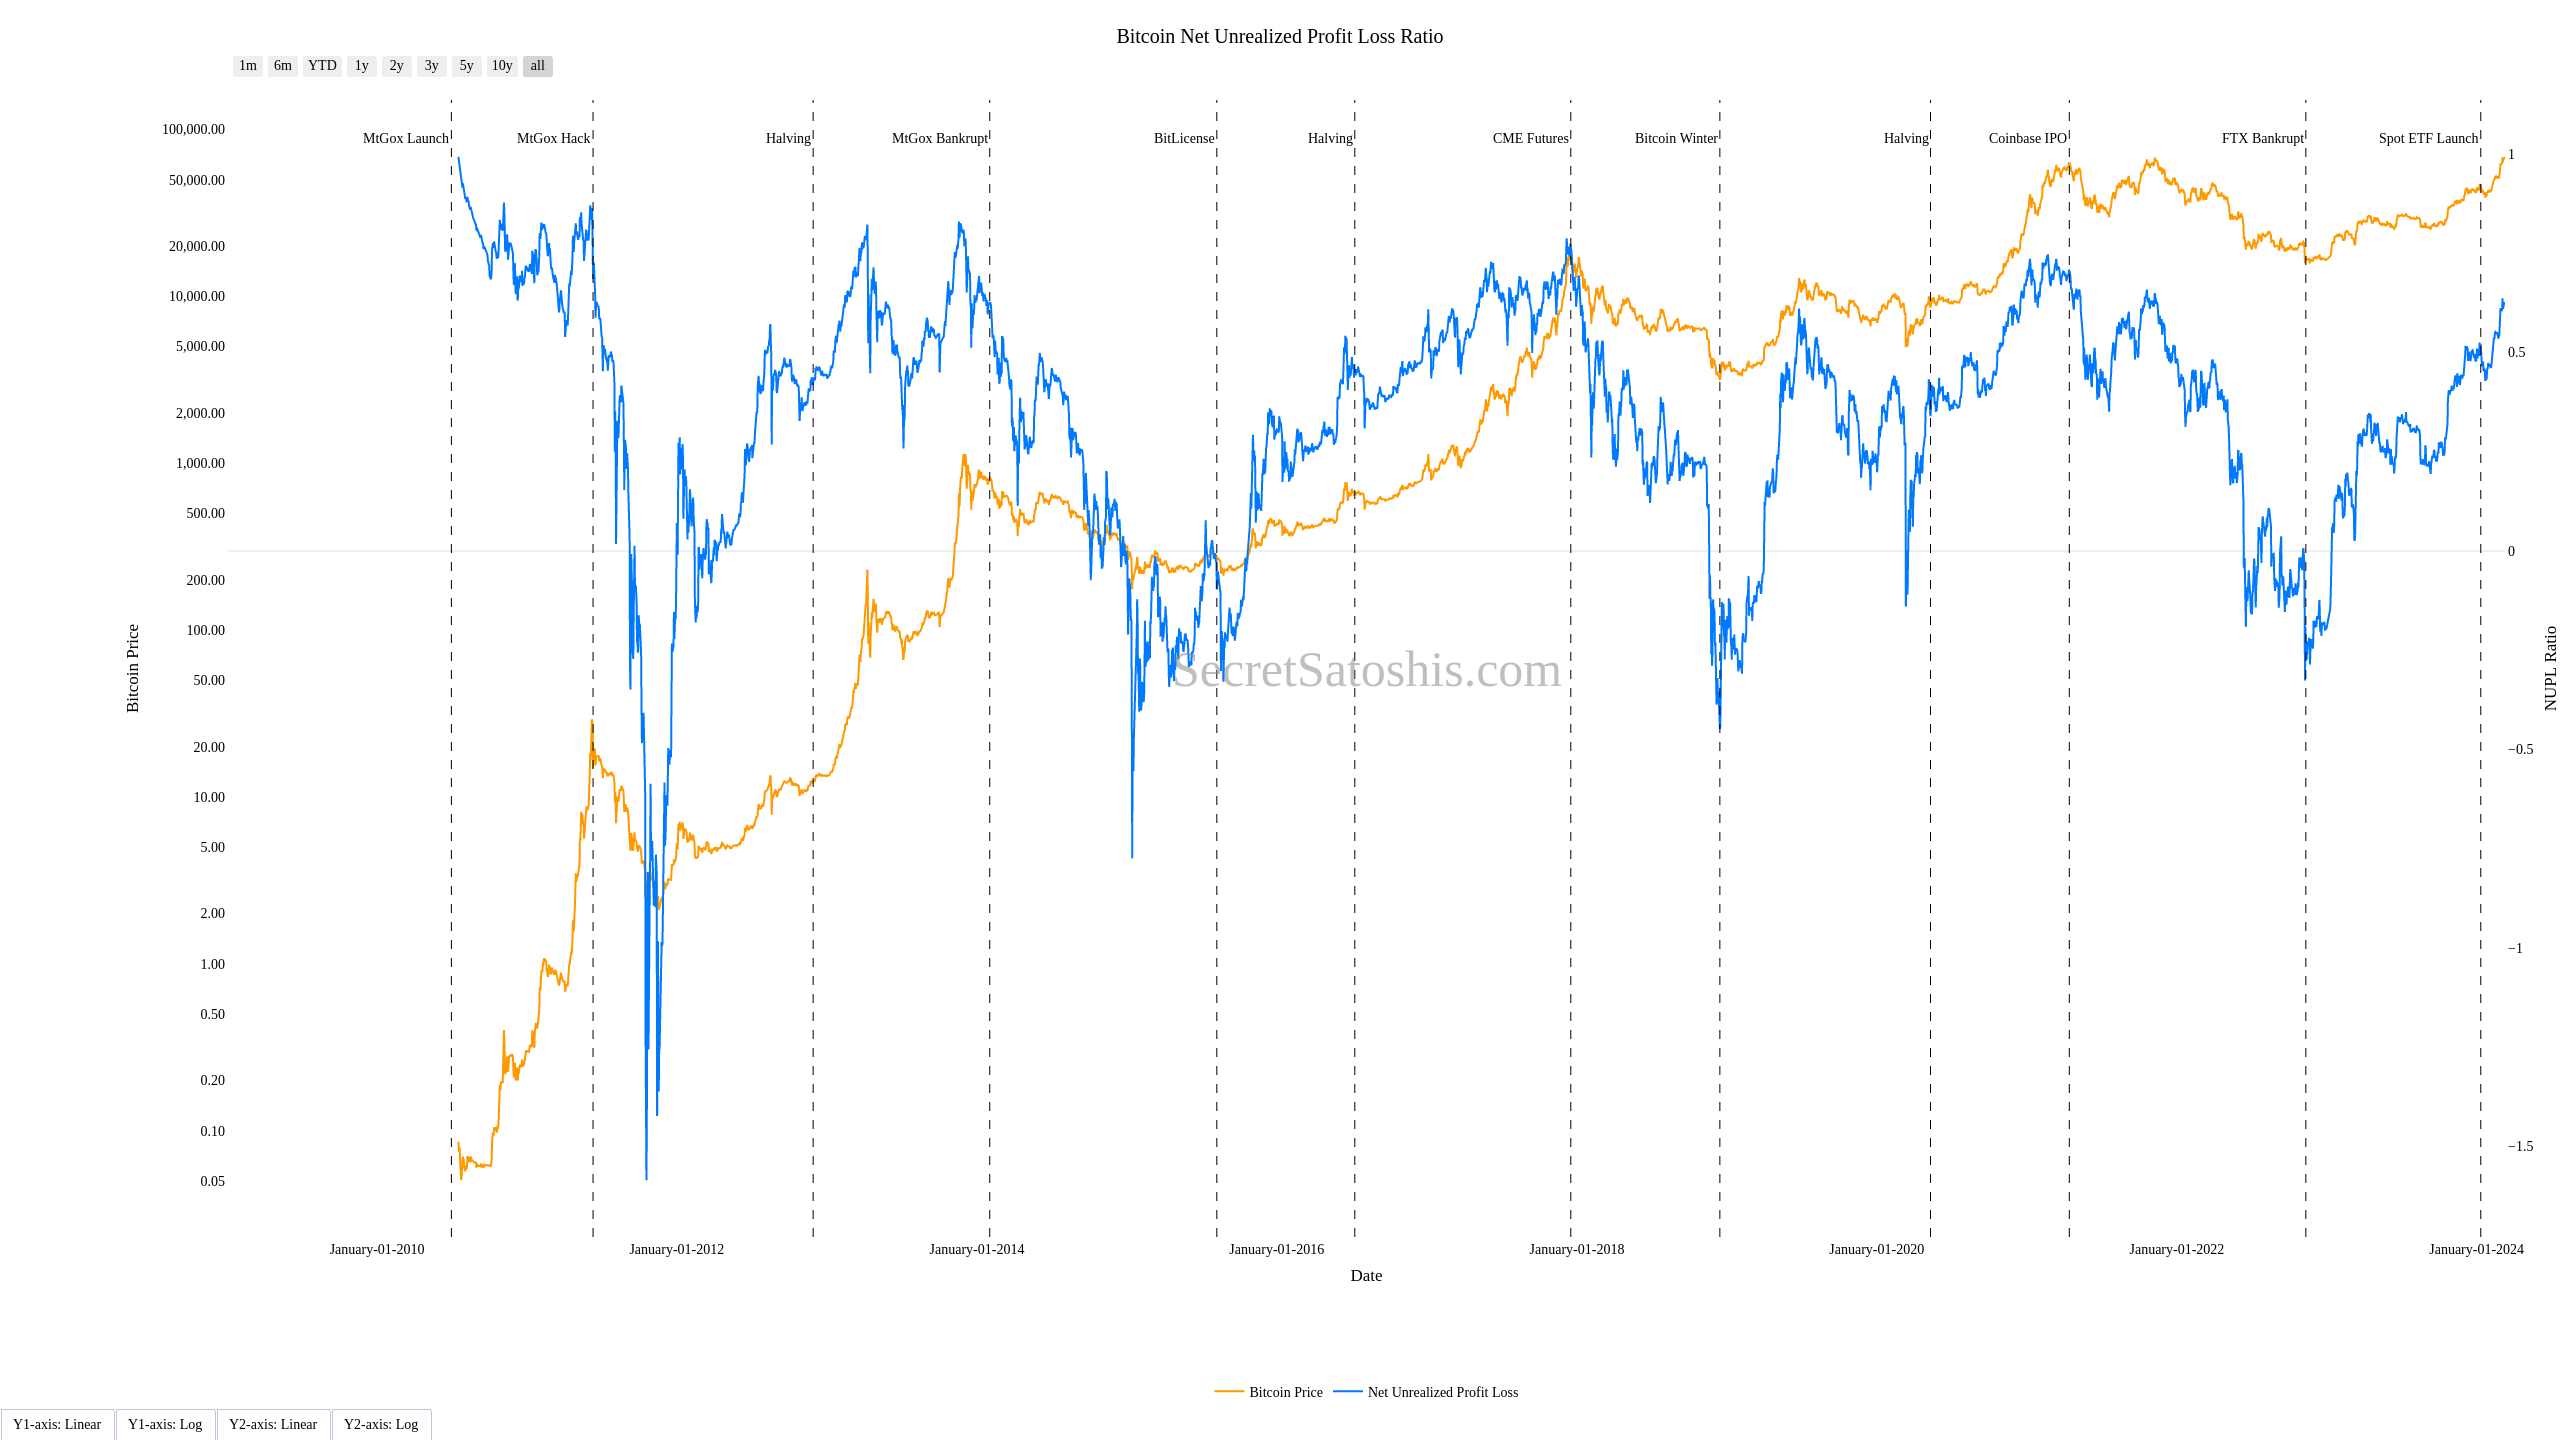 Bitcoin Net Unrealized Profit Loss Ratio
1m 6m YTD 1y 2y 3y 5y 10y all
MtGox Launch MtGox Hack Halving MtGox Bankrupt BitLicense Halving CME Futures Bitcoin Winter Halving Coinbase IPO FTX Bankrupt Spot ETF Launch
100,000.00
50,000.00
20,000.00
10,000.00
5,000.00
2,000.00
1,000.00
500.00
200.00
100.00
50.00
20.00
10.00
5.00
2.00
1.00
0.50
0.20
0.10
0.05
Bitcoin Price
SecretSatoshis.com
1
0.5
0
−0.5
−1
−1.5
NUPL Ratio
January-01-2010 January-01-2012 January-01-2014 January-01-2016 January-01-2018 January-01-2020 January-01-2022 January-01-2024
Date
Bitcoin Price Net Unrealized Profit Loss
Y1-axis: Linear Y1-axis: Log Y2-axis: Linear Y2-axis: Log